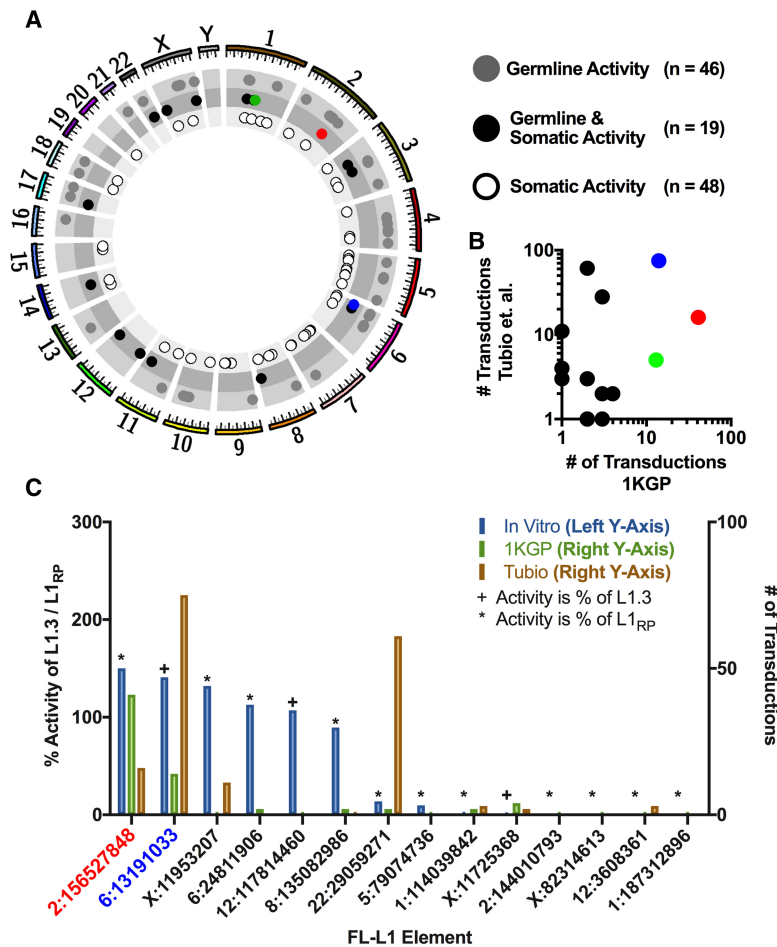 A
1
2
3
4
5
6
7
8
9
10
11
12
13
14
15
16
17
18
19
20
21
22
X
Y
Germline Activity (n = 46)
Germline &
Somatic Activity (n = 19)
Somatic Activity (n = 48)
B
# Transductions
Tubio et. al.
100
10
1
1 10 100
# of Transductions
1KGP
C
% Activity of L1.3 / L1RP
300
200
100
0
In Vitro (Left Y-Axis)
1KGP (Right Y-Axis)
Tubio (Right Y-Axis)
+ Activity is % of L1.3
* Activity is % of L1RP
* + * * + * * * * + * * * *
100
50
0
# of Transductions
2:156527848
6:13191033
X:11953207
6:24811906
12:117814460
8:135082986
22:29059271
5:79074736
1:114039842
X:11725368
2:144010793
X:82314613
12:3608361
1:187312896
FL-L1 Element